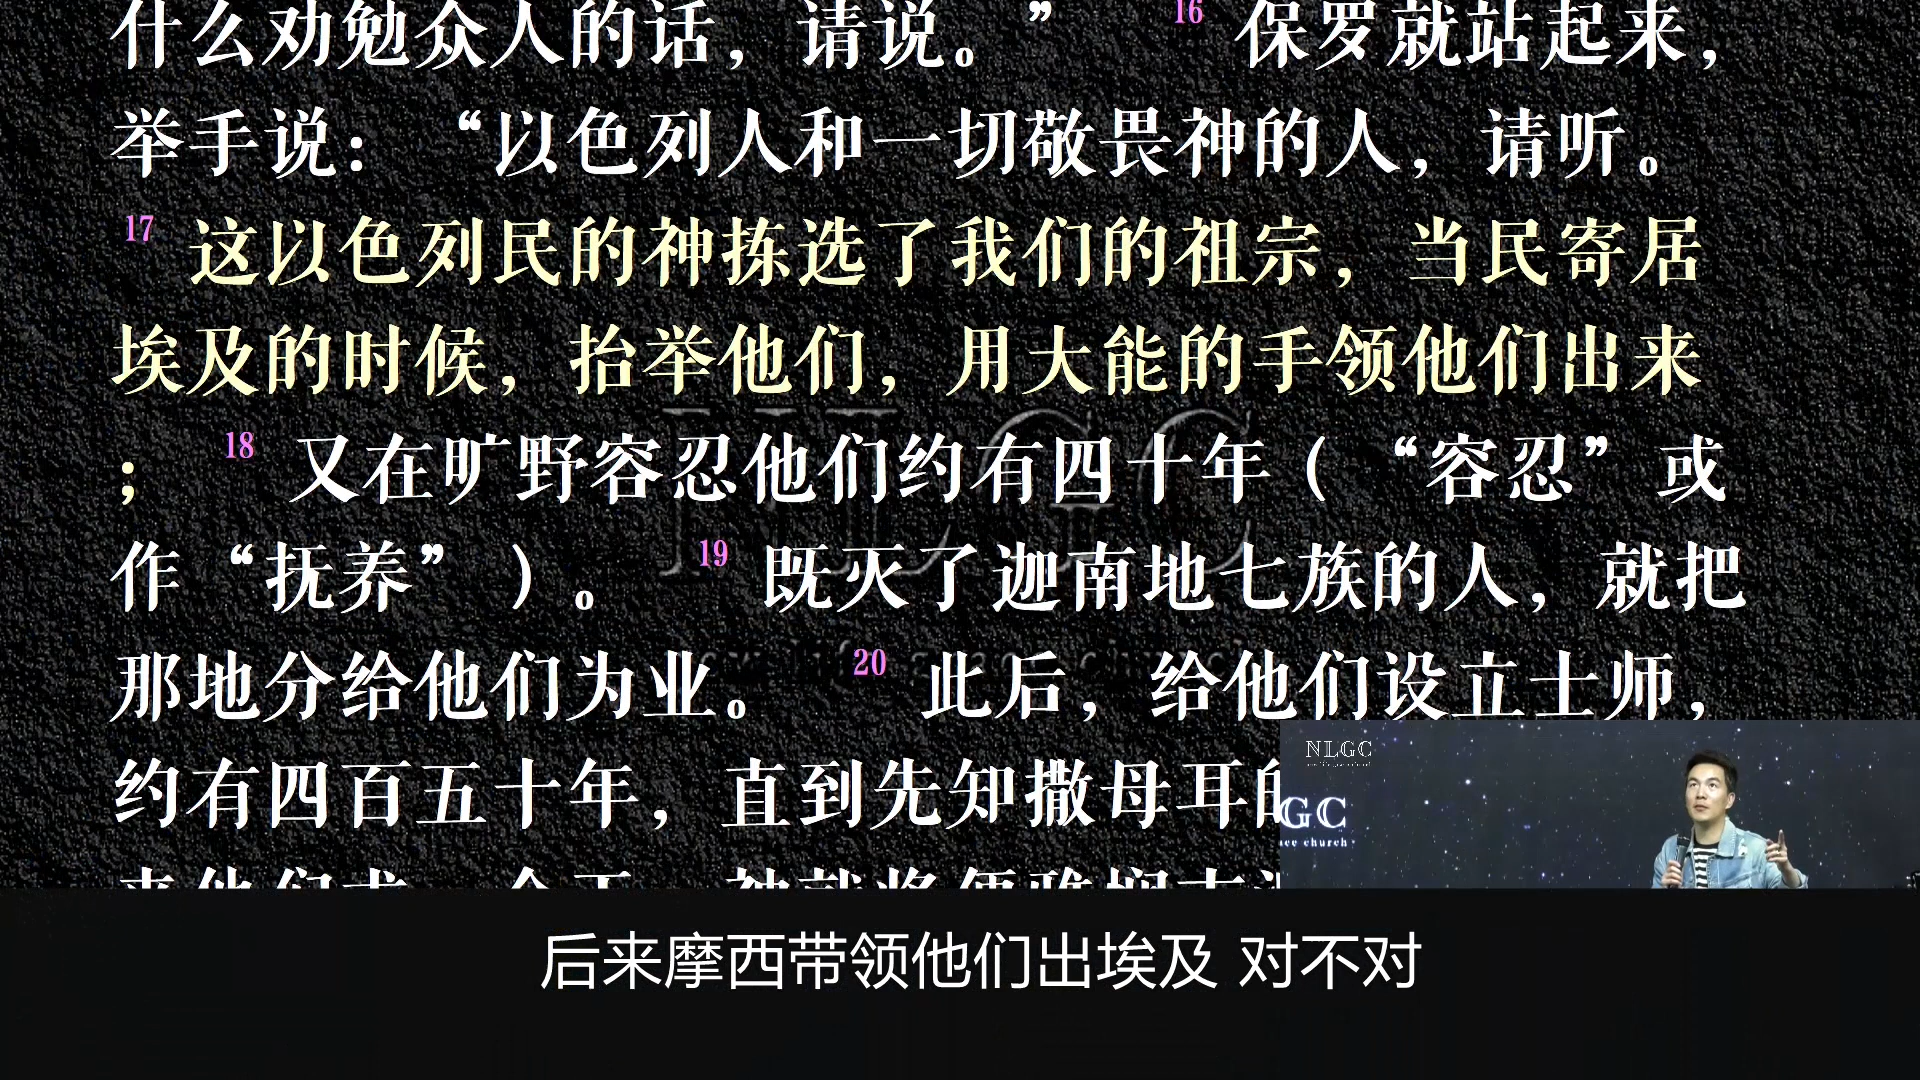 什么劝勉众人的话，请说。” 16 保罗就站起来，
举手说：“以色列人和一切敬畏神的人，请听。
17 这以色列民的神拣选了我们的祖宗，当民寄居
埃及的时候，抬举他们，用大能的手领他们出来
； 18 又在旷野容忍他们约有四十年（“容忍”或
作“抚养”）。 19 既灭了迦南地七族的人，就把
那地分给他们为业。 20 此后，给他们设立士师，
约有四百五十年，直到先知撒母耳的
NLGC
NLGC
GC
ace church
后来摩西带领他们出埃及 对不对